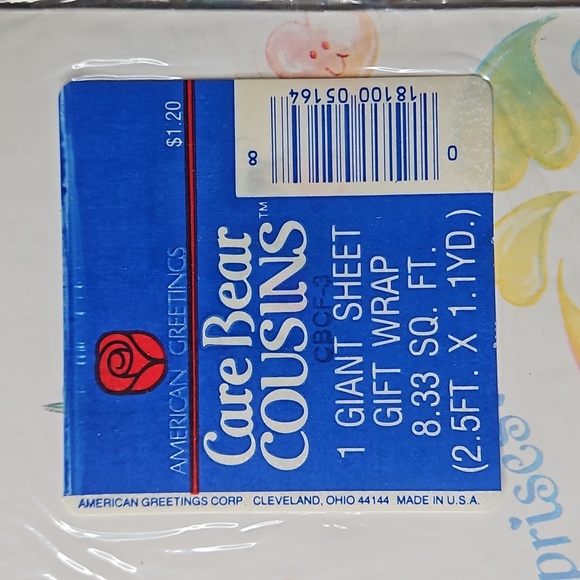 AMERICAN GREETINGS
$1.20
Care Bear
COUSINS™
CBCF-3
1 GIANT SHEET
GIFT WRAP
8.33 SQ. FT.
(2.5FT. X 1.1YD.)
0 18100 05164 8
AMERICAN GREETINGS CORP. CLEVELAND, OHIO 44144 MADE IN U.S.A.
prises